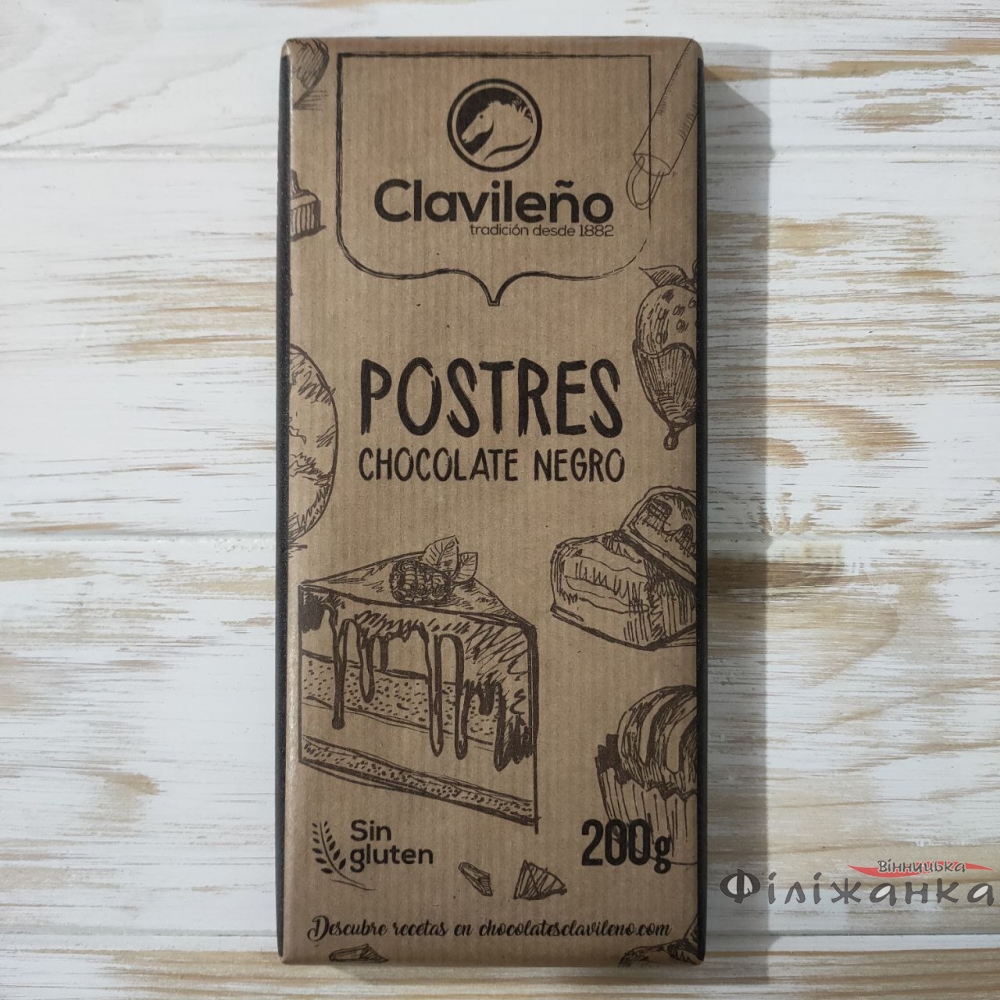 Clavileño
tradición desde 1882
POSTRES
CHOCOLATE NEGRO
Sin
gluten
200g
Descubre recetas en chocolatesclavileno.com
Вінницька
Філіжанка